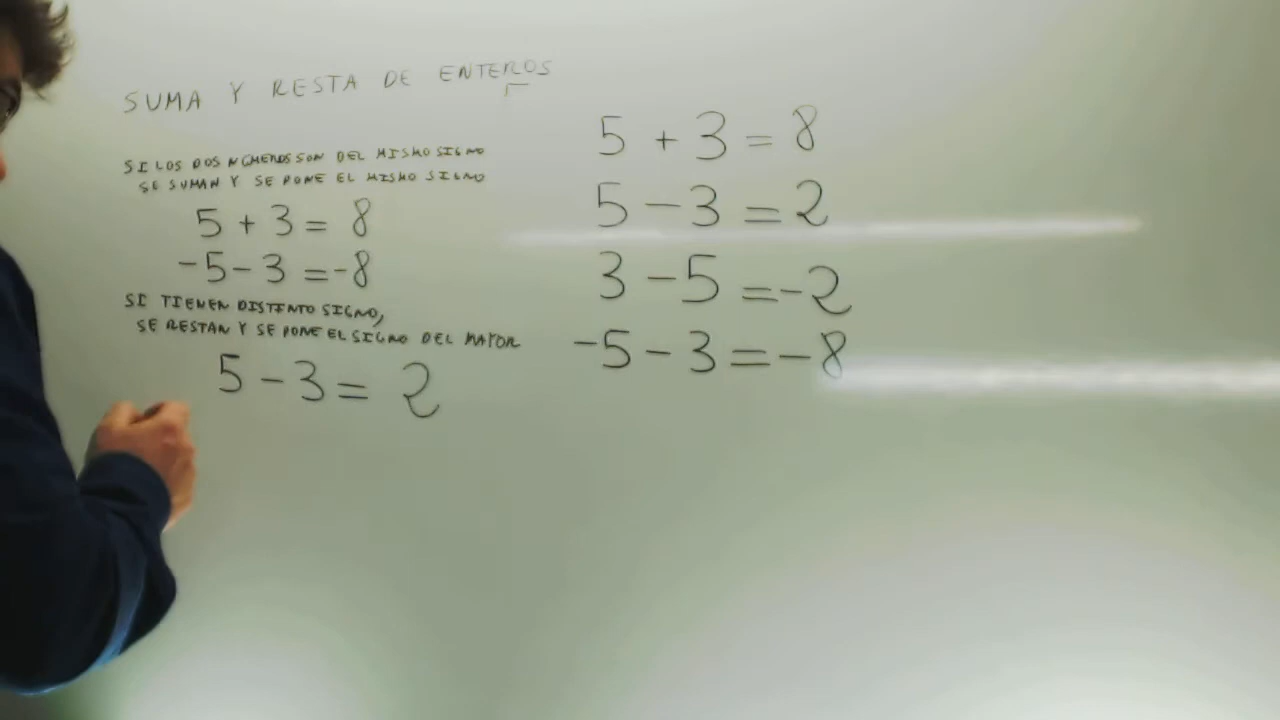 SUMA Y RESTA DE ENTEROS
SI LOS DOS NÚMEROS SON DEL MISMO SIGNO
SE SUMAN Y SE PONE EL MISMO SIGNO
5 + 3 = 8
-5 - 3 = -8
SI TIENEN DISTINTO SIGNO,
SE RESTAN Y SE PONE EL SIGNO DEL MAYOR
5 - 3 = 2
5 + 3 = 8
5 - 3 = 2
3 - 5 = -2
-5 - 3 = -8